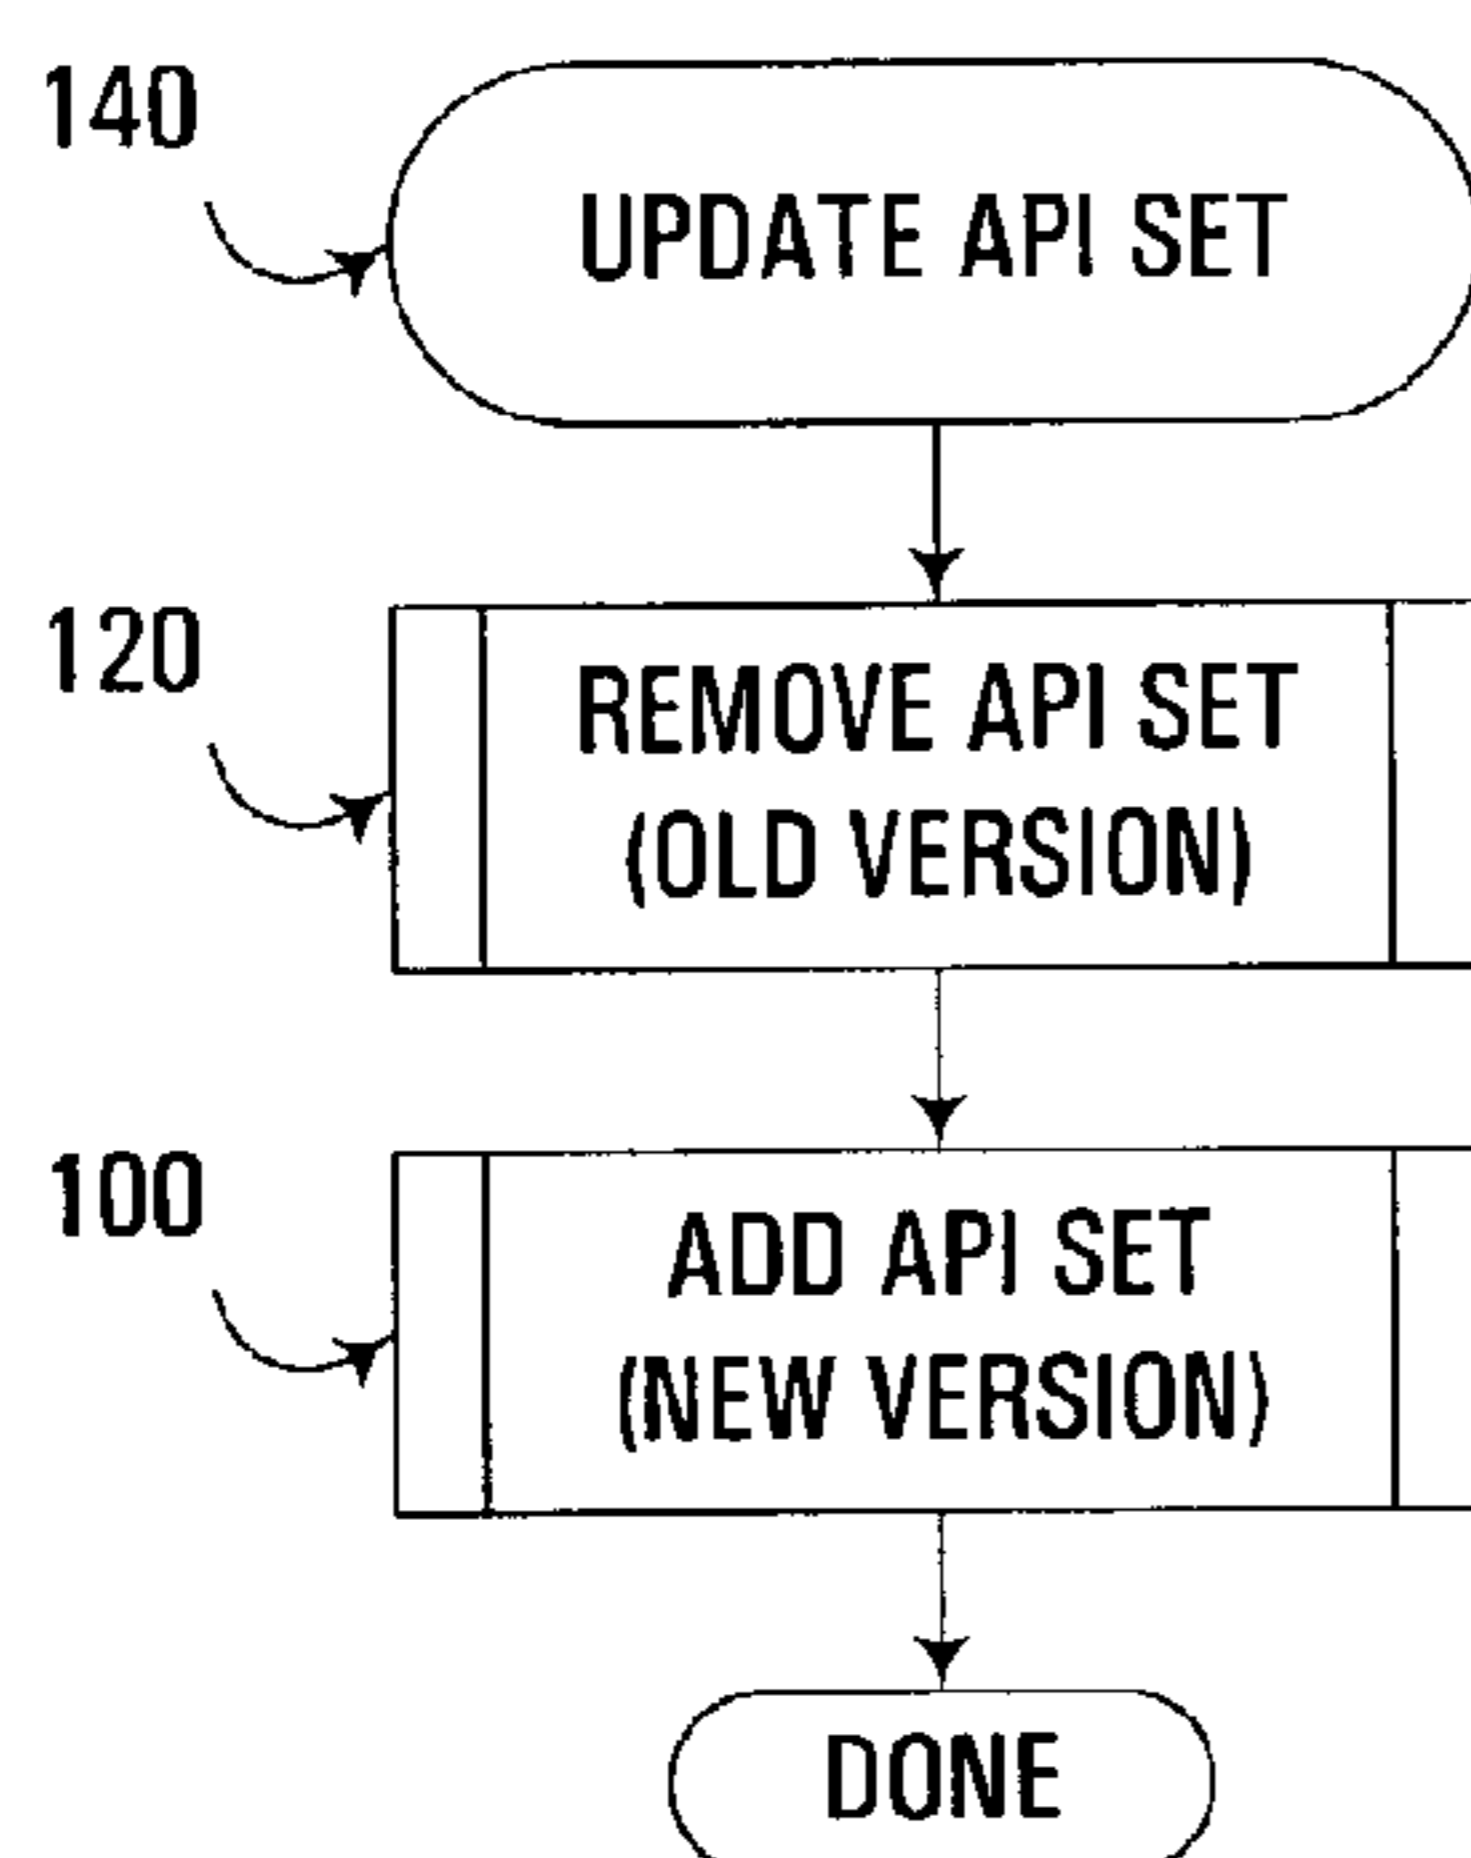 140
UPDATE API SET
120
REMOVE API SET
(OLD VERSION)
100
ADD API SET
(NEW VERSION)
DONE